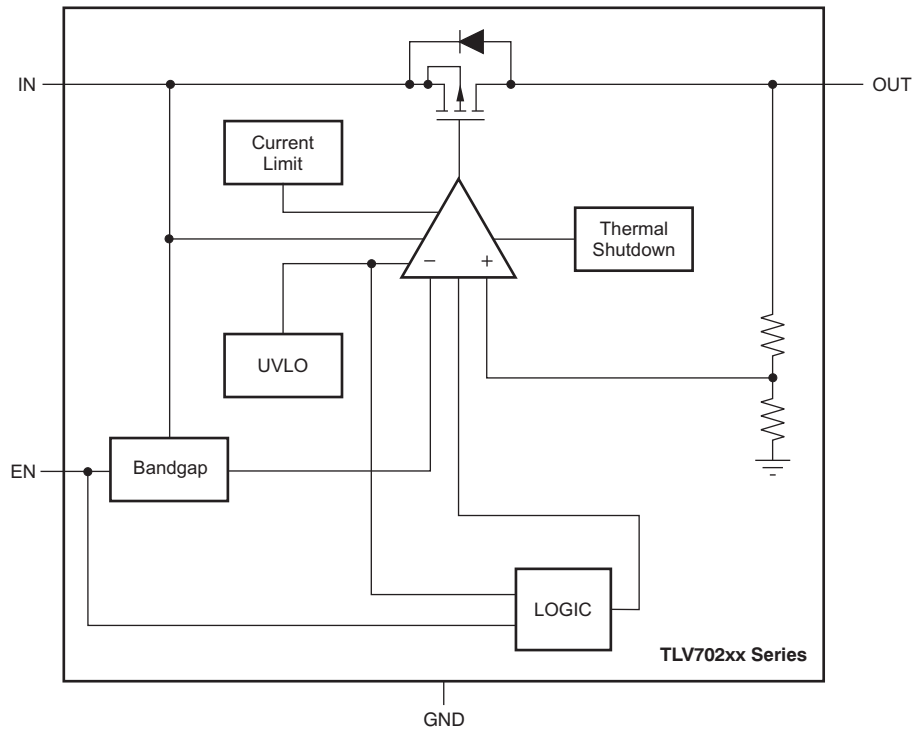 IN
OUT
Current
Limit
Thermal
Shutdown
−
+
UVLO
EN
Bandgap
LOGIC
TLV702xx Series
GND